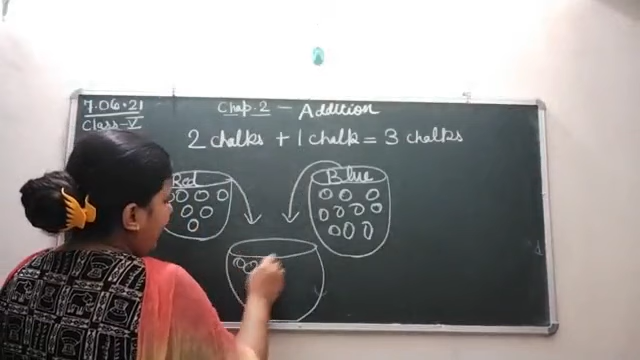 7.06.21
Class-V
Chap.2 - Addition
2 chalks + 1 chalk = 3 chalks
Red
Blue